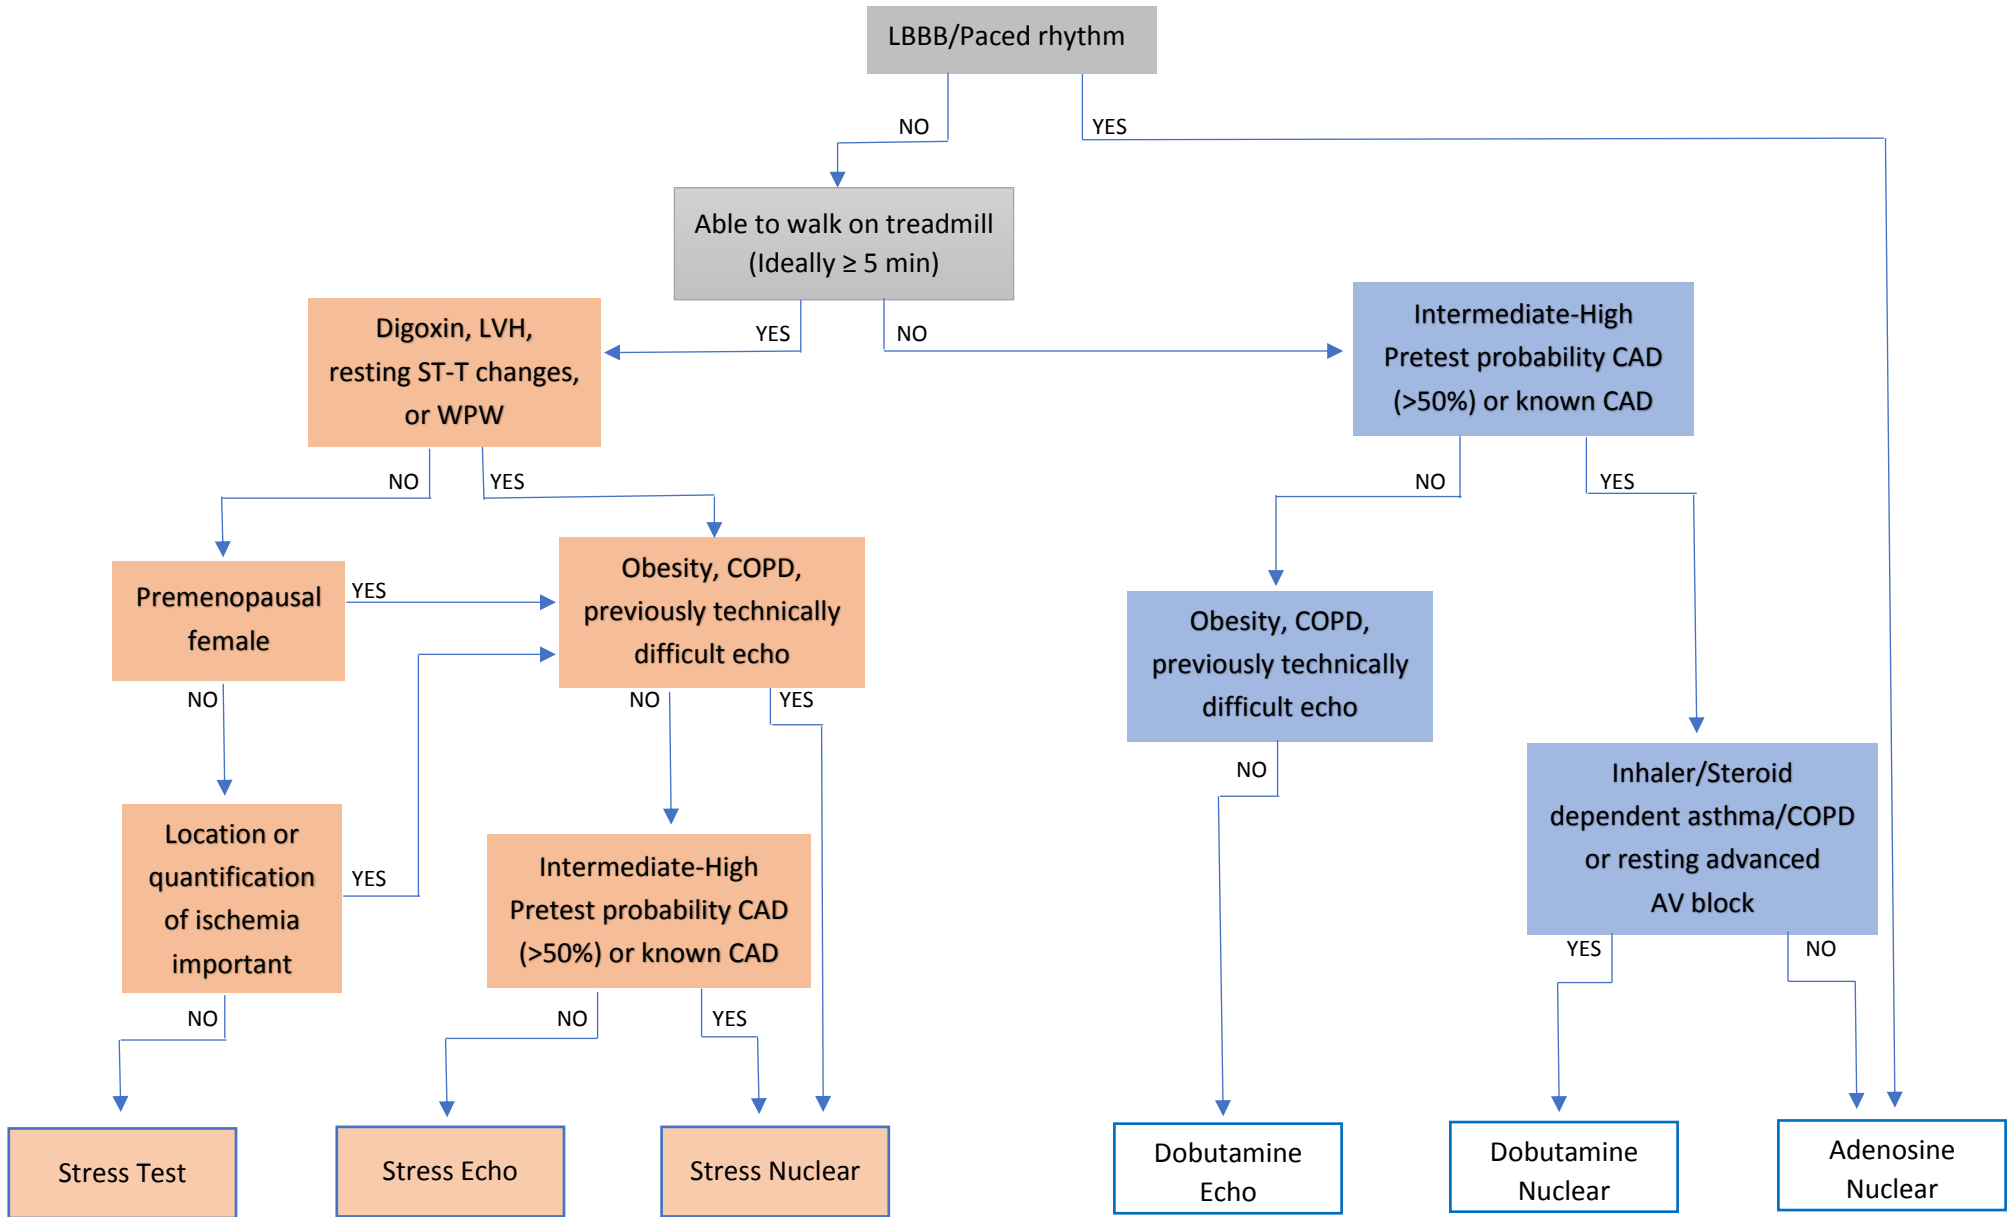 LBBB/Paced rhythm
NO
YES
Able to walk on treadmill
(Ideally ≥ 5 min)
YES
NO
Digoxin, LVH,
resting ST-T changes,
or WPW
Intermediate-High
Pretest probability CAD
(>50%) or known CAD
NO
YES
NO
YES
Premenopausal
female
YES
Obesity, COPD,
previously technically
difficult echo
Obesity, COPD,
previously technically
difficult echo
NO
NO
YES
NO
Location or
quantification
of ischemia
important
YES
Intermediate-High
Pretest probability CAD
(>50%) or known CAD
Inhaler/Steroid
dependent asthma/COPD
or resting advanced
AV block
NO
NO
YES
YES
NO
Stress Test
Stress Echo
Stress Nuclear
Dobutamine
Echo
Dobutamine
Nuclear
Adenosine
Nuclear